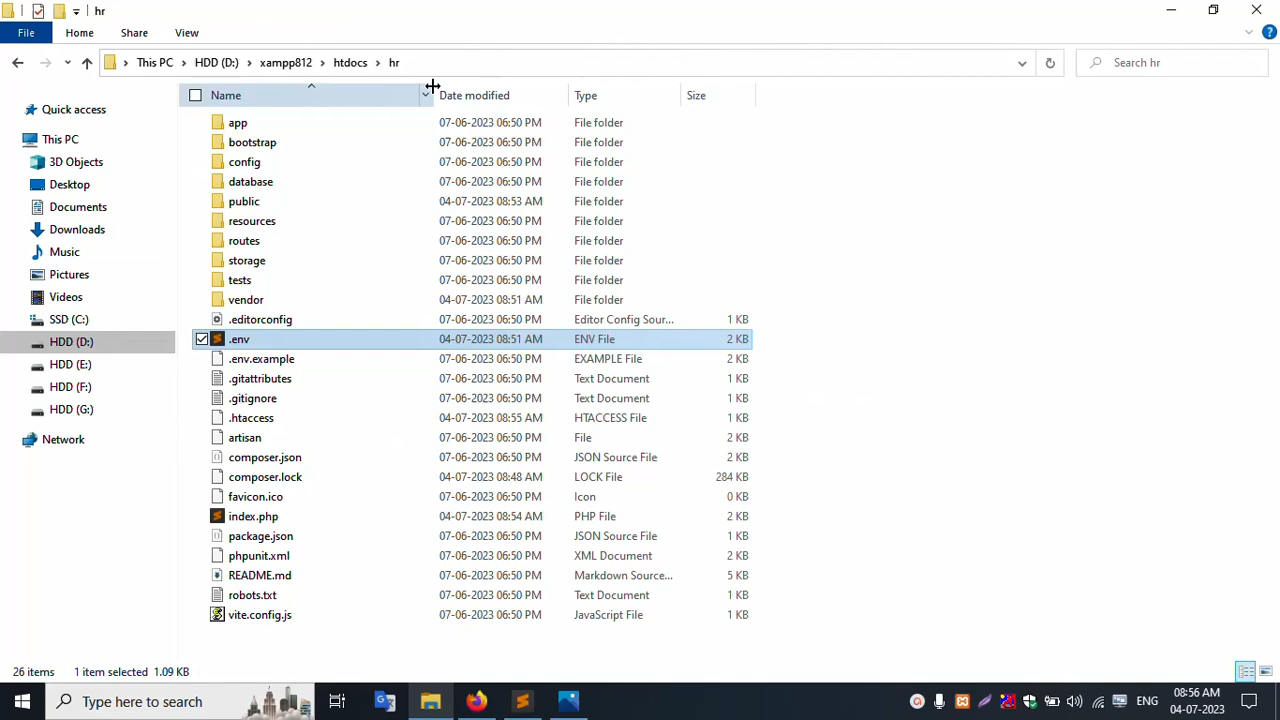 hr
File Home Share View
This PC HDD (D:) xampp812 htdocs hr Search hr
Name Date modified Type Size
Quick access
This PC
3D Objects
Desktop
Documents
Downloads
Music
Pictures
Videos
SSD (C:)
HDD (D:)
HDD (E:)
HDD (F:)
HDD (G:)
Network
app 07-06-2023 06:50 PM File folder
bootstrap 07-06-2023 06:50 PM File folder
config 07-06-2023 06:50 PM File folder
database 07-06-2023 06:50 PM File folder
public 04-07-2023 08:53 AM File folder
resources 07-06-2023 06:50 PM File folder
routes 07-06-2023 06:50 PM File folder
storage 07-06-2023 06:50 PM File folder
tests 07-06-2023 06:50 PM File folder
vendor 04-07-2023 08:51 AM File folder
.editorconfig 07-06-2023 06:50 PM Editor Config Sour... 1 KB
.env 04-07-2023 08:51 AM ENV File 2 KB
.env.example 07-06-2023 06:50 PM EXAMPLE File 2 KB
.gitattributes 07-06-2023 06:50 PM Text Document 1 KB
.gitignore 07-06-2023 06:50 PM Text Document 1 KB
.htaccess 04-07-2023 08:55 AM HTACCESS File 1 KB
artisan 07-06-2023 06:50 PM File 2 KB
composer.json 07-06-2023 06:50 PM JSON Source File 2 KB
composer.lock 04-07-2023 08:48 AM LOCK File 284 KB
favicon.ico 07-06-2023 06:50 PM Icon 0 KB
index.php 04-07-2023 08:54 AM PHP File 2 KB
package.json 07-06-2023 06:50 PM JSON Source File 1 KB
phpunit.xml 07-06-2023 06:50 PM XML Document 2 KB
README.md 07-06-2023 06:50 PM Markdown Source... 5 KB
robots.txt 07-06-2023 06:50 PM Text Document 1 KB
vite.config.js 07-06-2023 06:50 PM JavaScript File 1 KB
26 items 1 item selected 1.09 KB
Type here to search ENG 08:56 AM
04-07-2023